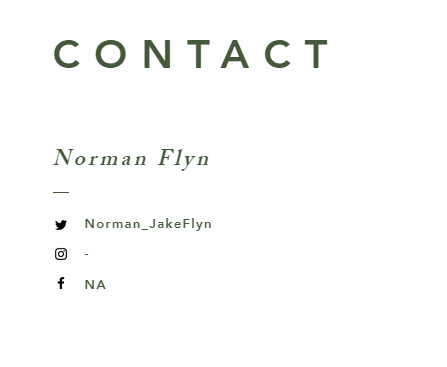 CONTACT
Norman Flyn
Norman_JakeFlyn
-
NA